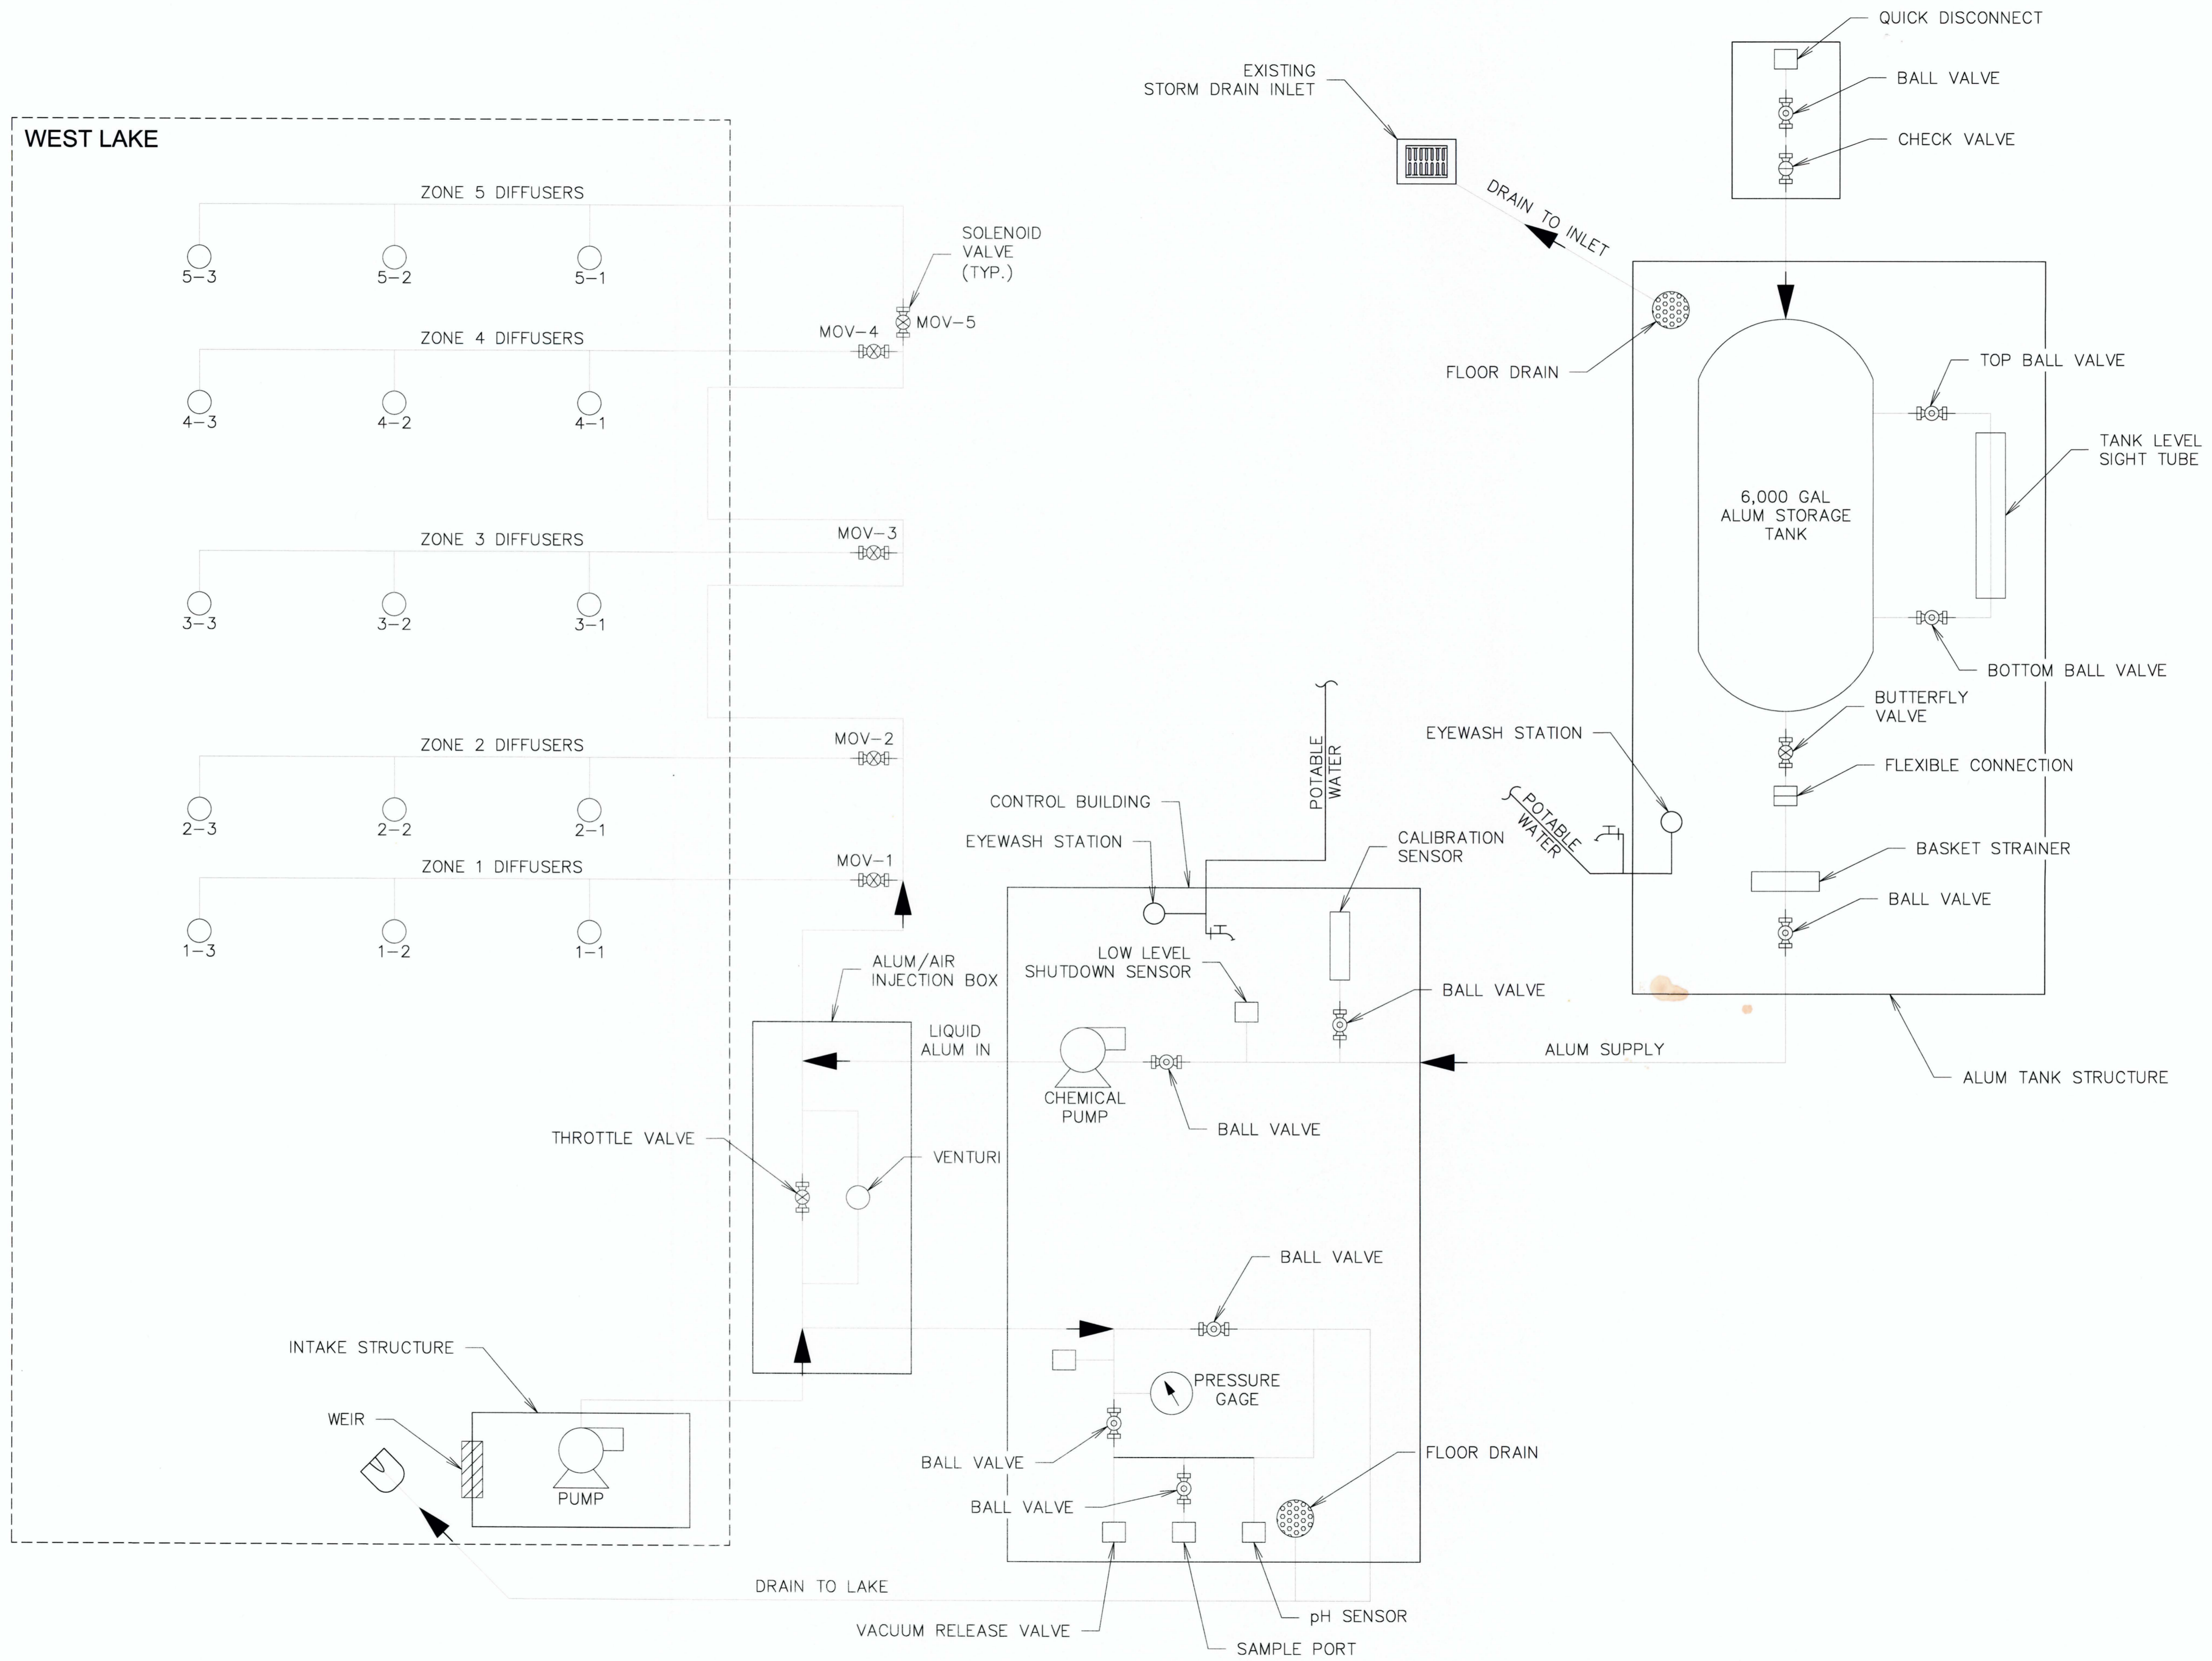 QUICK DISCONNECT
BALL VALVE
CHECK VALVE
EXISTING
STORM DRAIN INLET
DRAIN TO INLET
WEST LAKE
ZONE 5 DIFFUSERS
5-3
5-2
5-1
SOLENOID
VALVE
(TYP.)
MOV-5
MOV-4
ZONE 4 DIFFUSERS
4-3
4-2
4-1
FLOOR DRAIN
TOP BALL VALVE
TANK LEVEL
SIGHT TUBE
6,000 GAL
ALUM STORAGE
TANK
ZONE 3 DIFFUSERS
MOV-3
3-3
3-2
3-1
BOTTOM BALL VALVE
BUTTERFLY
VALVE
FLEXIBLE CONNECTION
BASKET STRAINER
BALL VALVE
EYEWASH STATION
POTABLE
WATER
POTABLE
WATER
ZONE 2 DIFFUSERS
MOV-2
2-3
2-2
2-1
ZONE 1 DIFFUSERS
MOV-1
1-3
1-2
1-1
CONTROL BUILDING
EYEWASH STATION
CALIBRATION
SENSOR
LOW LEVEL
SHUTDOWN SENSOR
BALL VALVE
ALUM/AIR
INJECTION BOX
LIQUID
ALUM IN
ALUM SUPPLY
ALUM TANK STRUCTURE
CHEMICAL
PUMP
BALL VALVE
THROTTLE VALVE
VENTURI
BALL VALVE
INTAKE STRUCTURE
WEIR
PUMP
PRESSURE
GAGE
BALL VALVE
BALL VALVE
FLOOR DRAIN
DRAIN TO LAKE
VACUUM RELEASE VALVE
SAMPLE PORT
pH SENSOR